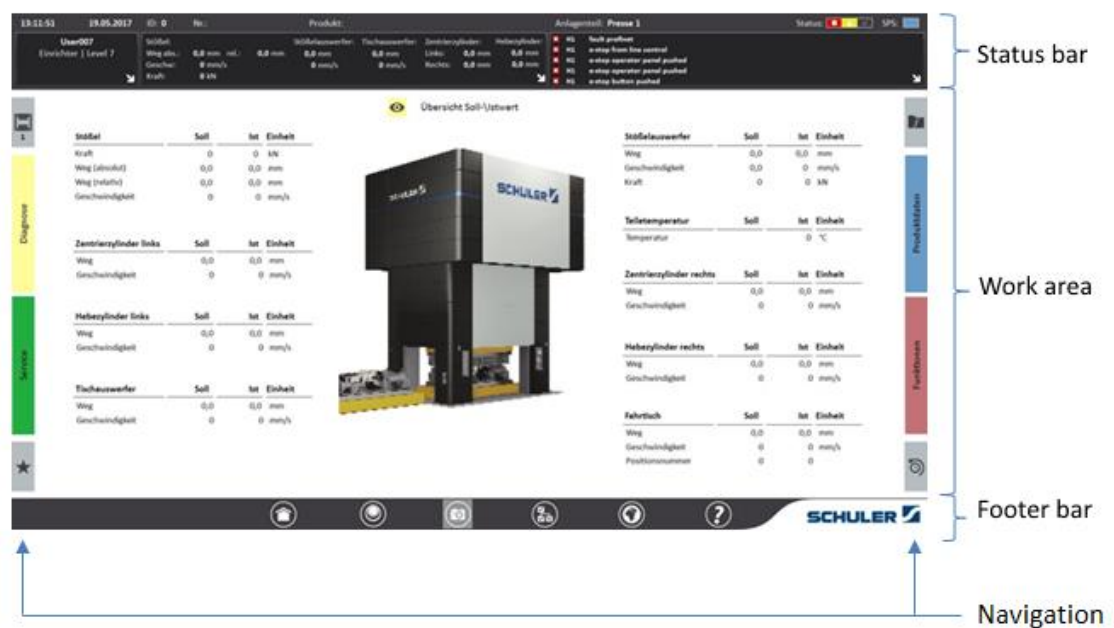 13:11:51 19.05.2017 ID: 0 Nr.: Produkt: Anlagenteil: Presse 1 Status: SPS:
User007
Einrichter | Level 7
Stößel:
Weg abs.: 0,0 mm rel.: 0,0 mm
Geschw: 0 mm/s
Kraft: 0 kN
Stößelauswerfer:
0,0 mm
0 mm/s
Tischauswerfer:
0,0 mm
0 mm/s
Zentrierzylinder:
Links: 0,0 mm
Rechts: 0,0 mm
Hebezylinder:
0,0 mm
0,0 mm
H1 fault profinet
H1 e-stop from line control
H1 e-stop operator panel pushed
H1 e-stop operator panel pushed
H1 e-stop button pushed
Status bar
Übersicht Soll-\Istwert
1
Diagnose
Service
Stößel Soll Ist Einheit
Kraft 0 0 kN
Weg (absolut) 0,0 0,0 mm
Weg (relativ) 0,0 0,0 mm
Geschwindigkeit 0 0 mm/s
Zentrierzylinder links Soll Ist Einheit
Weg 0,0 0,0 mm
Geschwindigkeit 0 0 mm/s
Hebezylinder links Soll Ist Einheit
Weg 0,0 0,0 mm
Geschwindigkeit 0 0 mm/s
Tischauswerfer Soll Ist Einheit
Weg 0,0 0,0 mm
Geschwindigkeit 0 0 mm/s
SCHULER
SCHULER
Stößelauswerfer Soll Ist Einheit
Weg 0,0 0,0 mm
Geschwindigkeit 0,0 0 mm/s
Kraft 0 0 kN
Teiletemperatur Soll Ist Einheit
Temperatur 0 °C
Zentrierzylinder rechts Soll Ist Einheit
Weg 0,0 0,0 mm
Geschwindigkeit 0 0 mm/s
Hebezylinder rechts Soll Ist Einheit
Weg 0,0 0,0 mm
Geschwindigkeit 0 0 mm/s
Fahrtisch Soll Ist Einheit
Weg 0,0 0,0 mm
Geschwindigkeit 0 0 mm/s
Positionsnummer 0 0
Produktdaten
Funktionen
Work area
?
SCHULER
Footer bar
Navigation